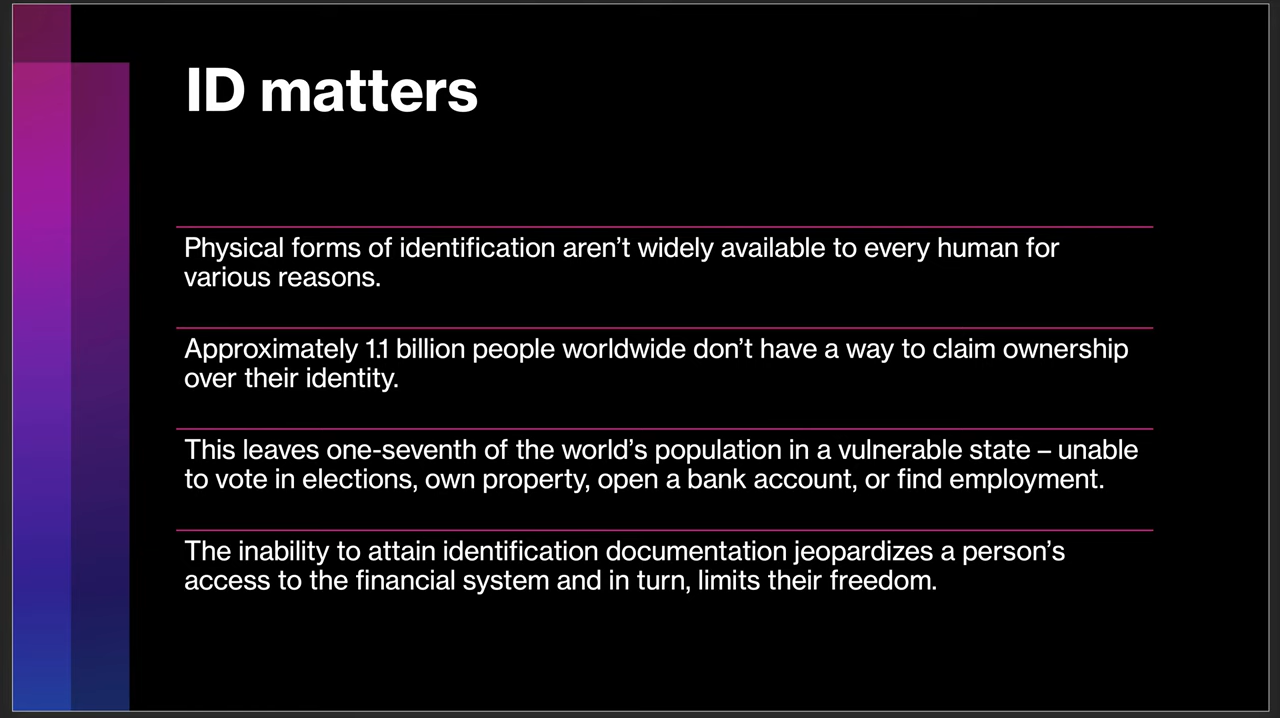 ID matters
Physical forms of identification aren’t widely available to every human for
various reasons.
Approximately 1.1 billion people worldwide don’t have a way to claim ownership
over their identity.
This leaves one-seventh of the world’s population in a vulnerable state – unable
to vote in elections, own property, open a bank account, or find employment.
The inability to attain identification documentation jeopardizes a person’s
access to the financial system and in turn, limits their freedom.